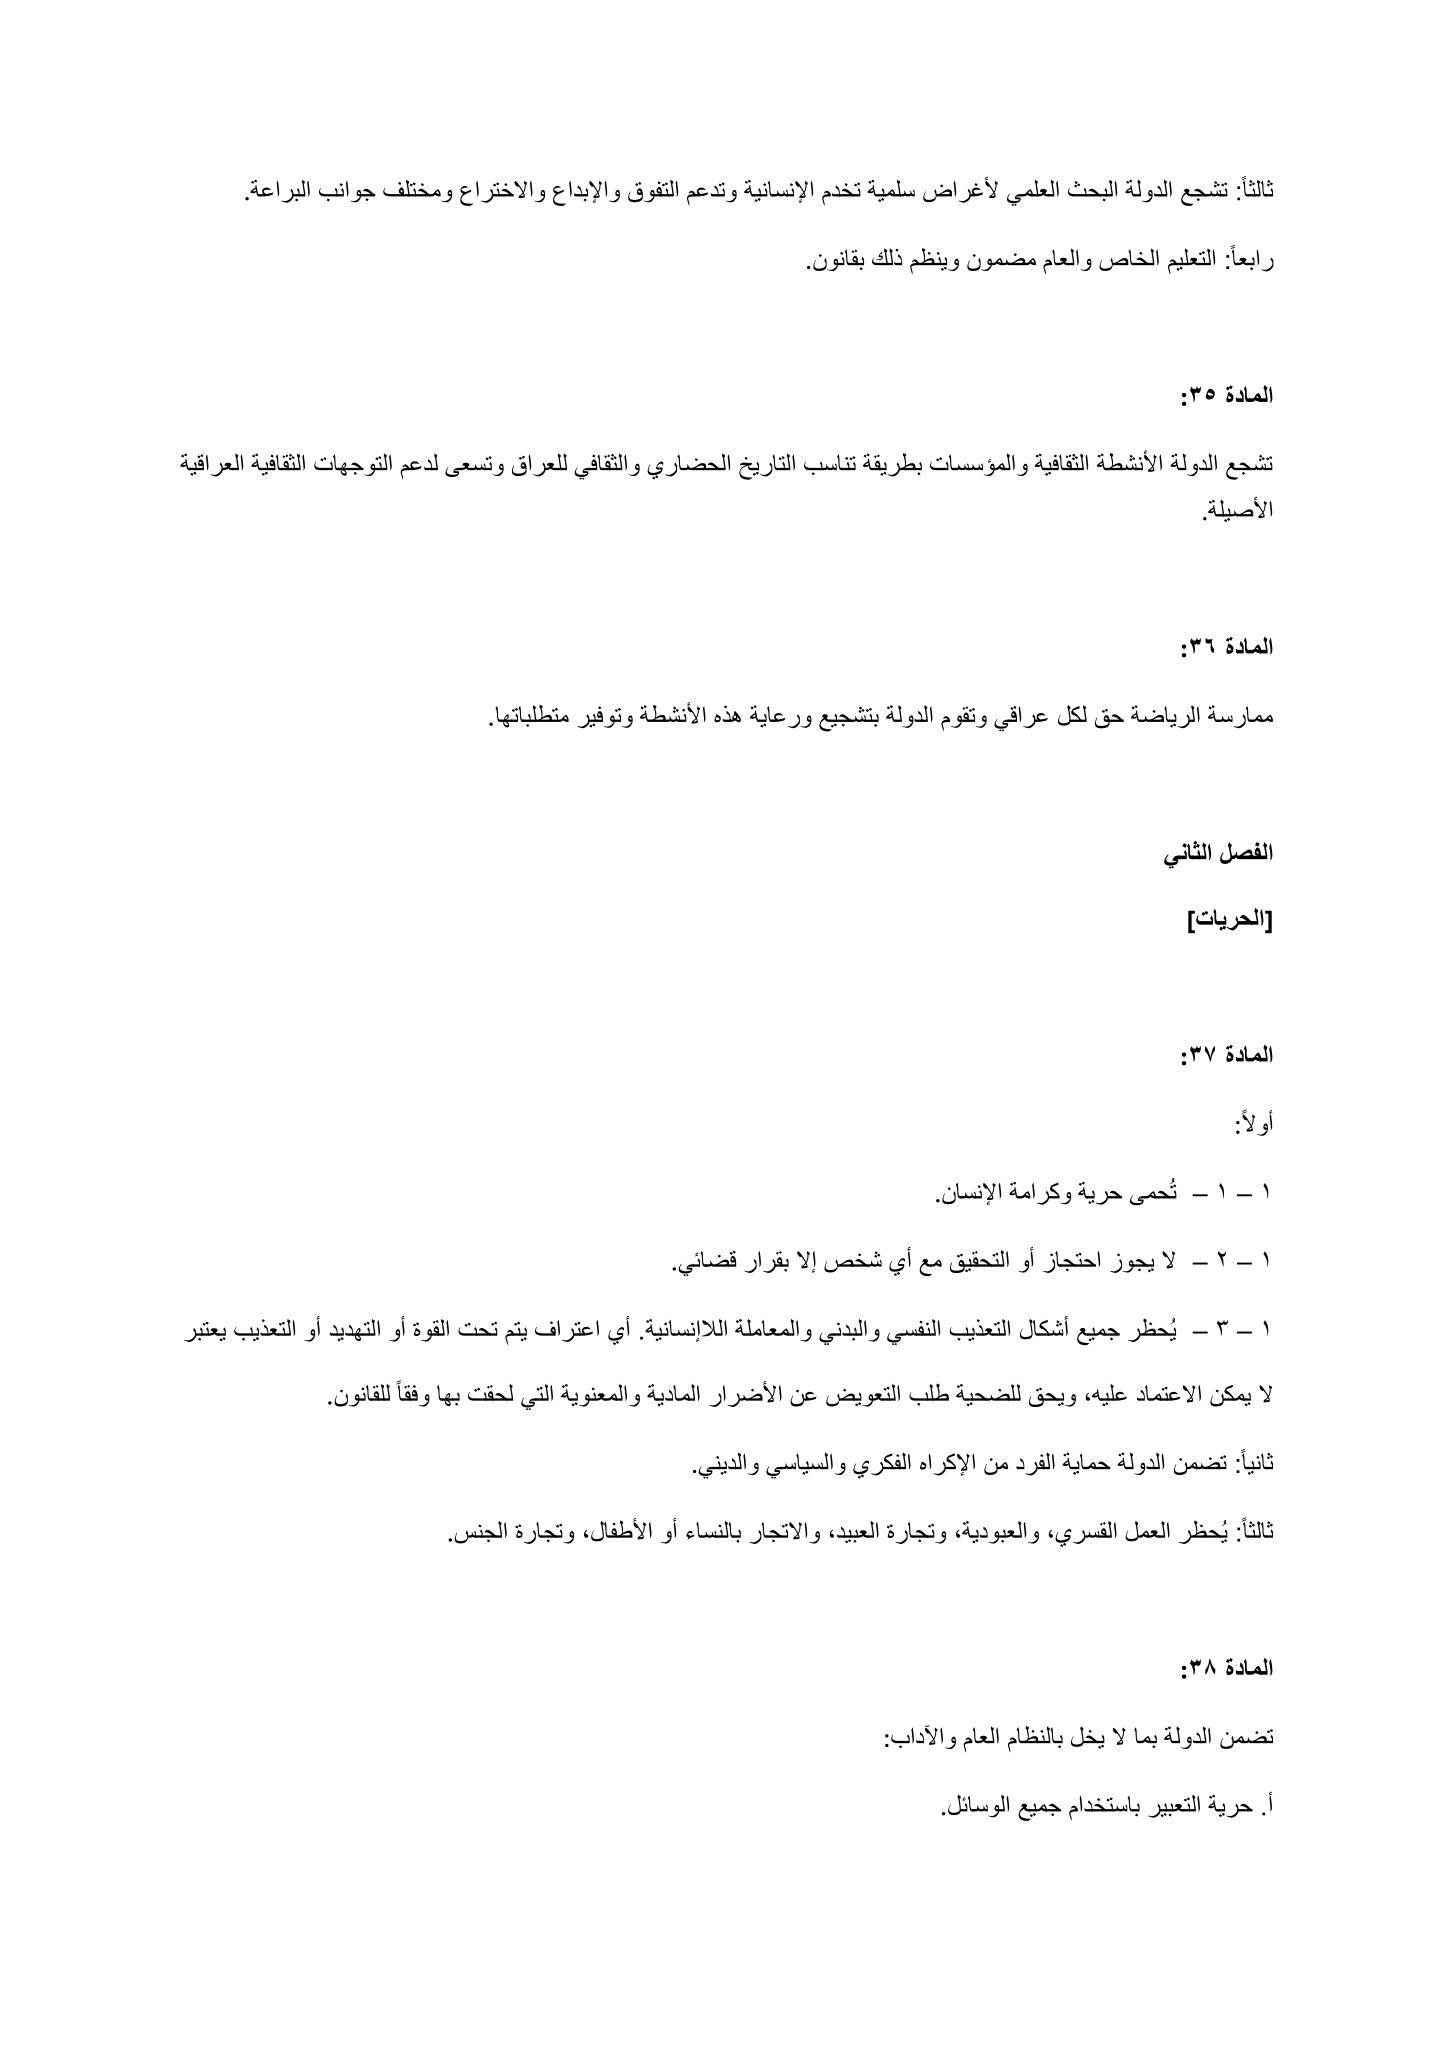 ثالثاً: تشجع الدولة البحث العلمي لأغراض سلمية تخدم الإنسانية وتدعم التفوق والإبداع والاختراع ومختلف جوانب البراعة.
رابعاً: التعليم الخاص والعام مضمون وينظم ذلك بقانون.
المادة ٣٥:
تشجع الدولة الأنشطة الثقافية والمؤسسات بطريقة تناسب التاريخ الحضاري والثقافي للعراق وتسعى لدعم التوجهات الثقافية العراقية
الأصيلة.
المادة ٣٦:
ممارسة الرياضة حق لكل عراقي وتقوم الدولة بتشجيع ورعاية هذه الأنشطة وتوفير متطلباتها.
الفصل الثاني
[الحريات]
المادة ٣٧:
أولاً:
١ – ١ – تُحمى حرية وكرامة الإنسان.
١ – ٢ – لا يجوز احتجاز أو التحقيق مع أي شخص إلا بقرار قضائي.
١ – ٣ – يُحظر جميع أشكال التعذيب النفسي والبدني والمعاملة اللاإنسانية. أي اعتراف يتم تحت القوة أو التهديد أو التعذيب يعتبر
لا يمكن الاعتماد عليه، ويحق للضحية طلب التعويض عن الأضرار المادية والمعنوية التي لحقت بها وفقاً للقانون.
ثانياً: تضمن الدولة حماية الفرد من الإكراه الفكري والسياسي والديني.
ثالثاً: يُحظر العمل القسري، والعبودية، وتجارة العبيد، والاتجار بالنساء أو الأطفال، وتجارة الجنس.
المادة ٣٨:
تضمن الدولة بما لا يخل بالنظام العام والآداب:
أ. حرية التعبير باستخدام جميع الوسائل.